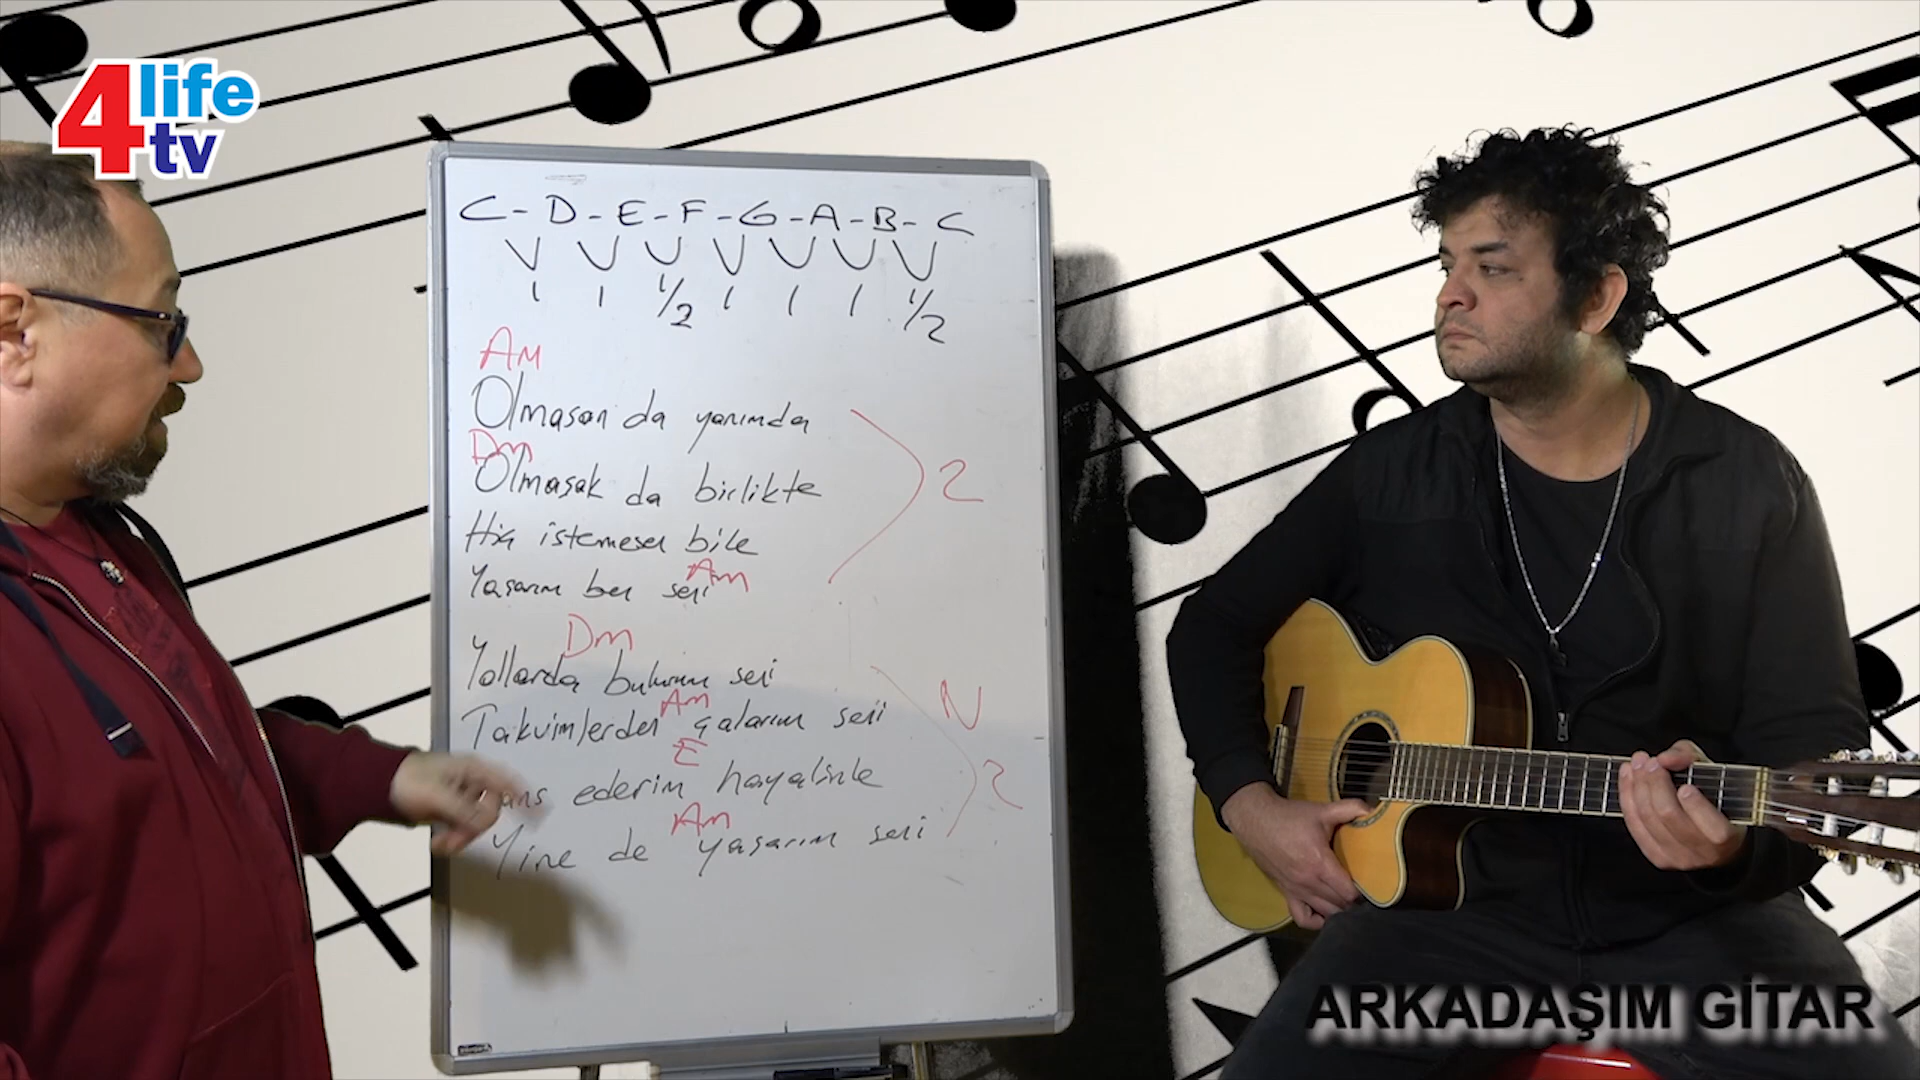 4life
tv
C - D - E - F - G - A - B - C
1 1 1/2 1 1 1 1/2
Am
Olmasan da yanımda
Dm
Olmasak da birlikte
2
Hiç istemesen bile
Am
Yaşarım ben seni
Dm
Yollarda bulurum seni
N
Am
Takvimlerden çalarım seni
E
ederim hayalinle
2
Am
Yine de yaşarım seni
ARKADAŞIM GİTAR